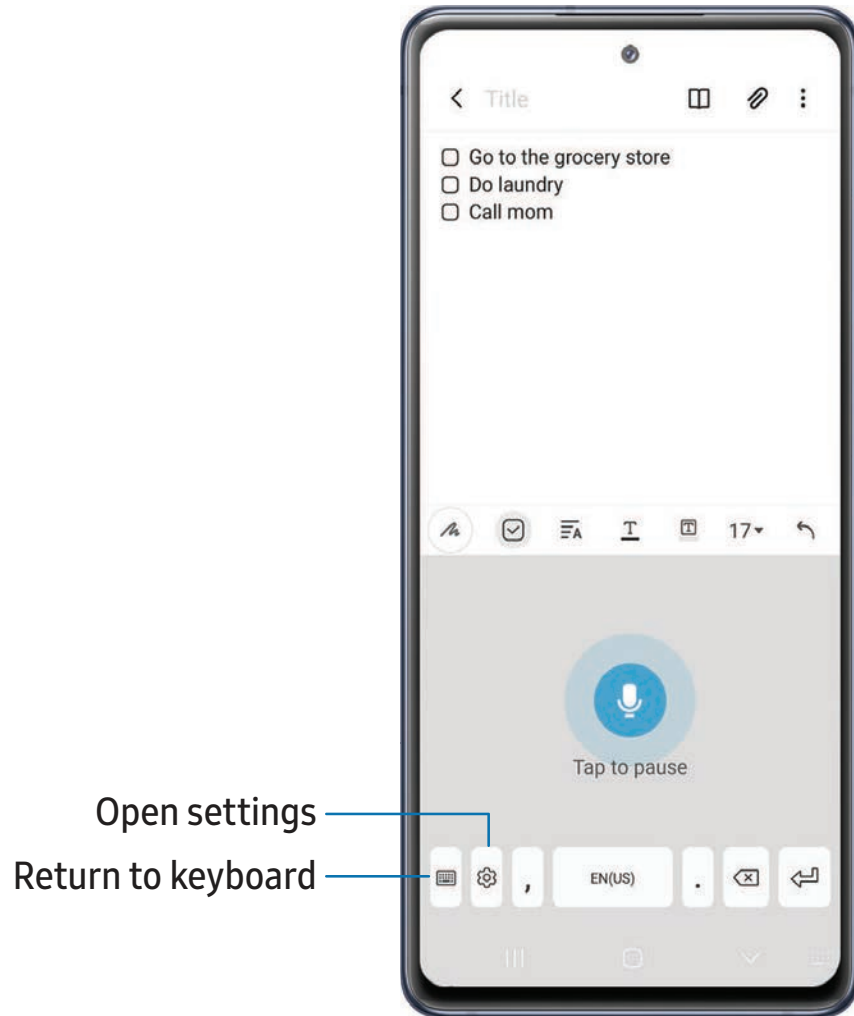 Title
Go to the grocery store
Do laundry
Call mom
17
Tap to pause
Open settings
Return to keyboard
, EN(US) .